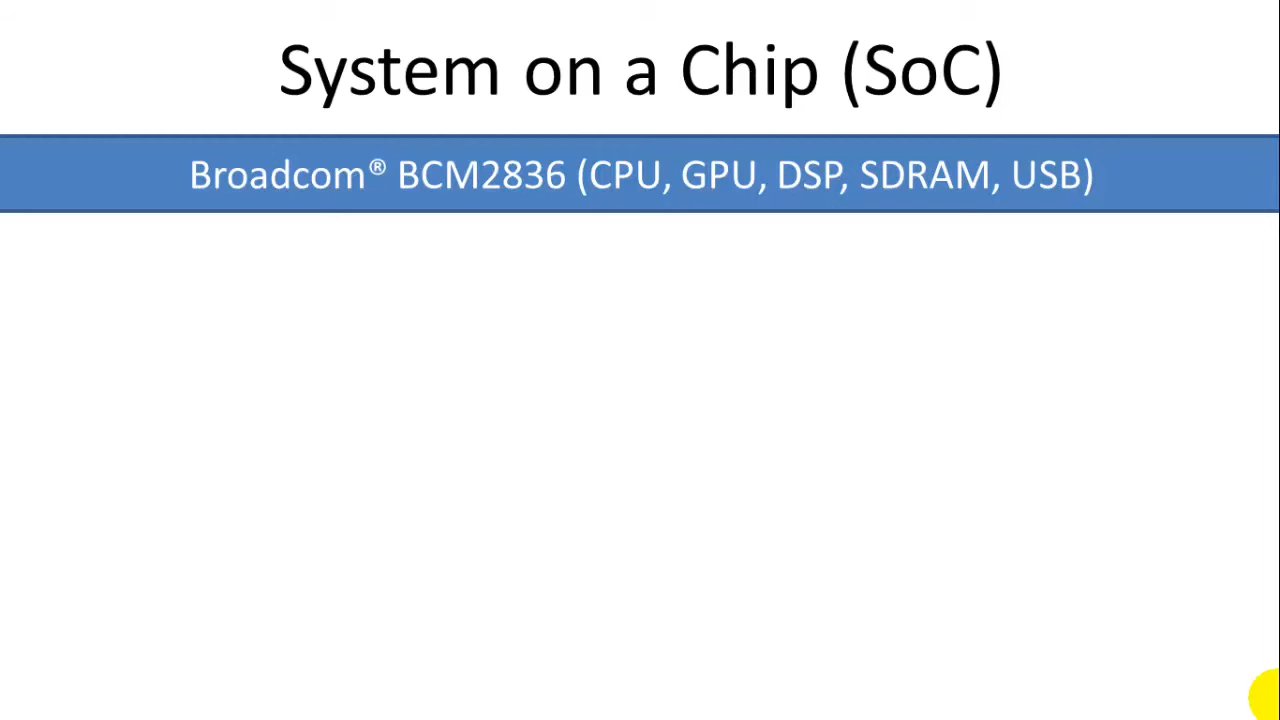 System on a Chip (SoC)
Broadcom® BCM2836 (CPU, GPU, DSP, SDRAM, USB)